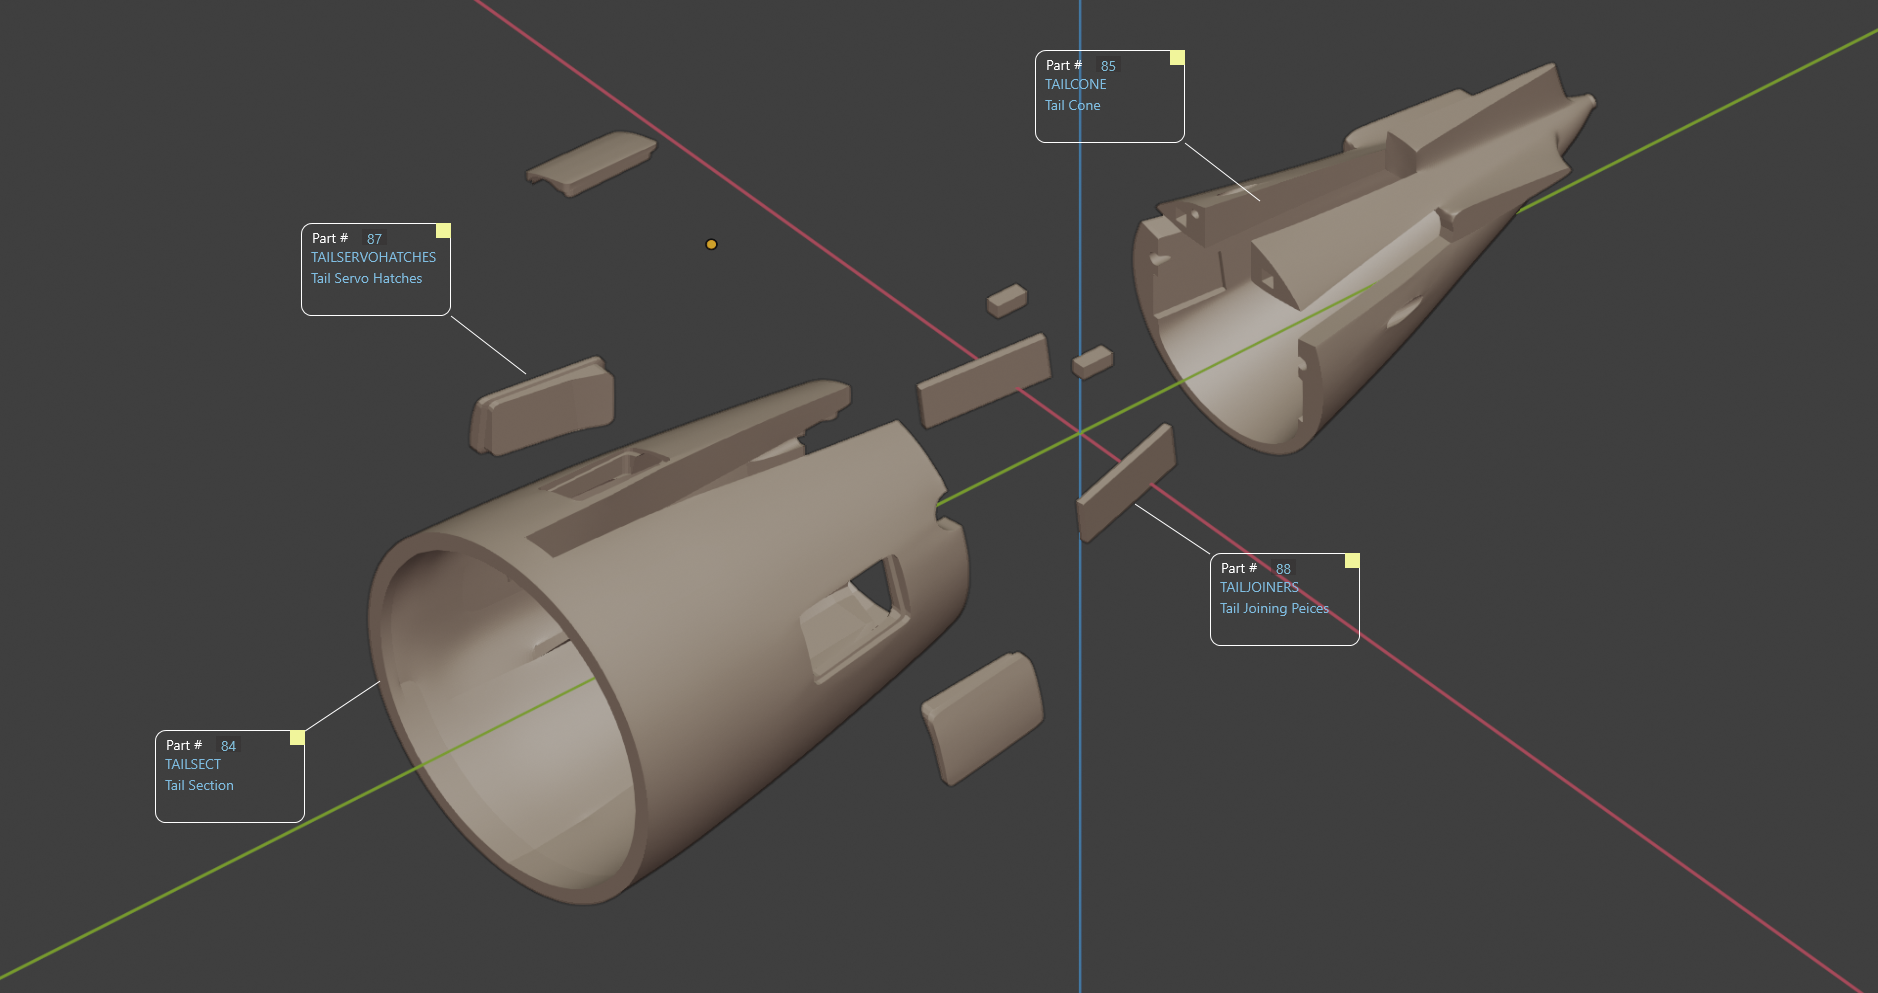 Part # 85
TAILCONE
Tail Cone
Part # 87
TAILSERVOHATCHES
Tail Servo Hatches
Part # 88
TAILJOINERS
Tail Joining Peices
Part # 84
TAILSECT
Tail Section